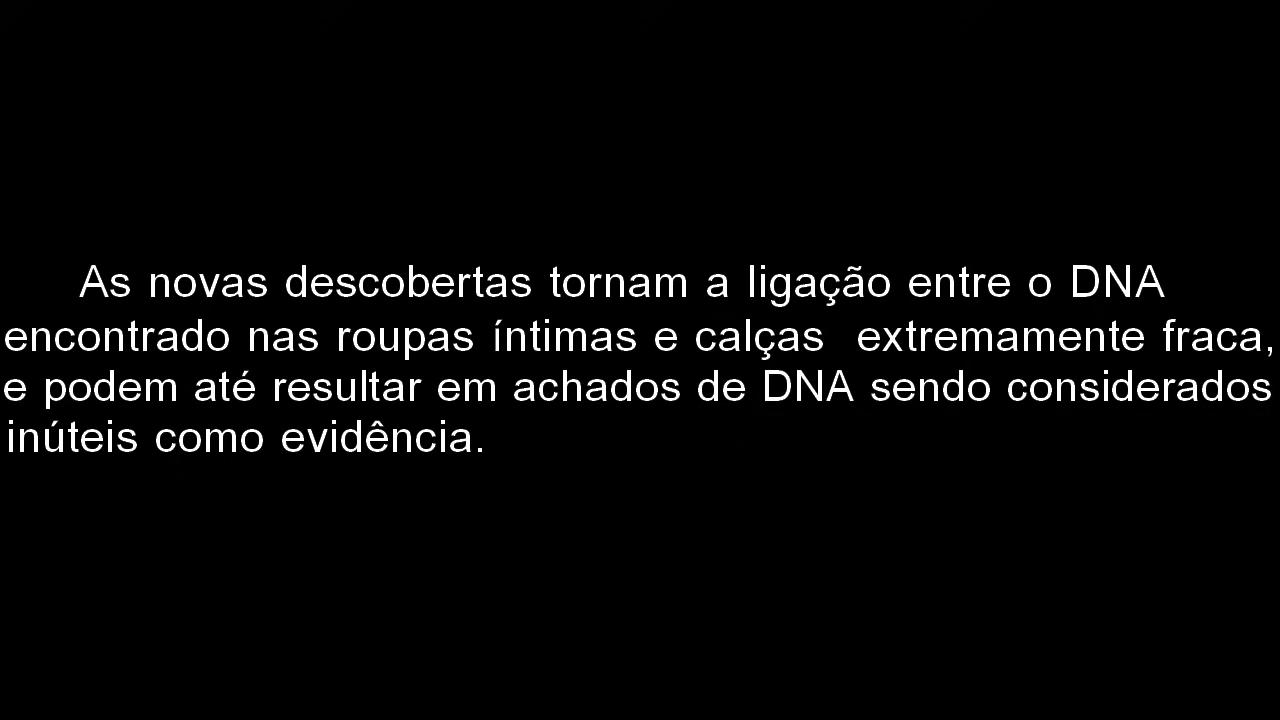 As novas descobertas tornam a ligação entre o DNA
encontrado nas roupas íntimas e calças  extremamente fraca,
e podem até resultar em achados de DNA sendo considerados
inúteis como evidência.